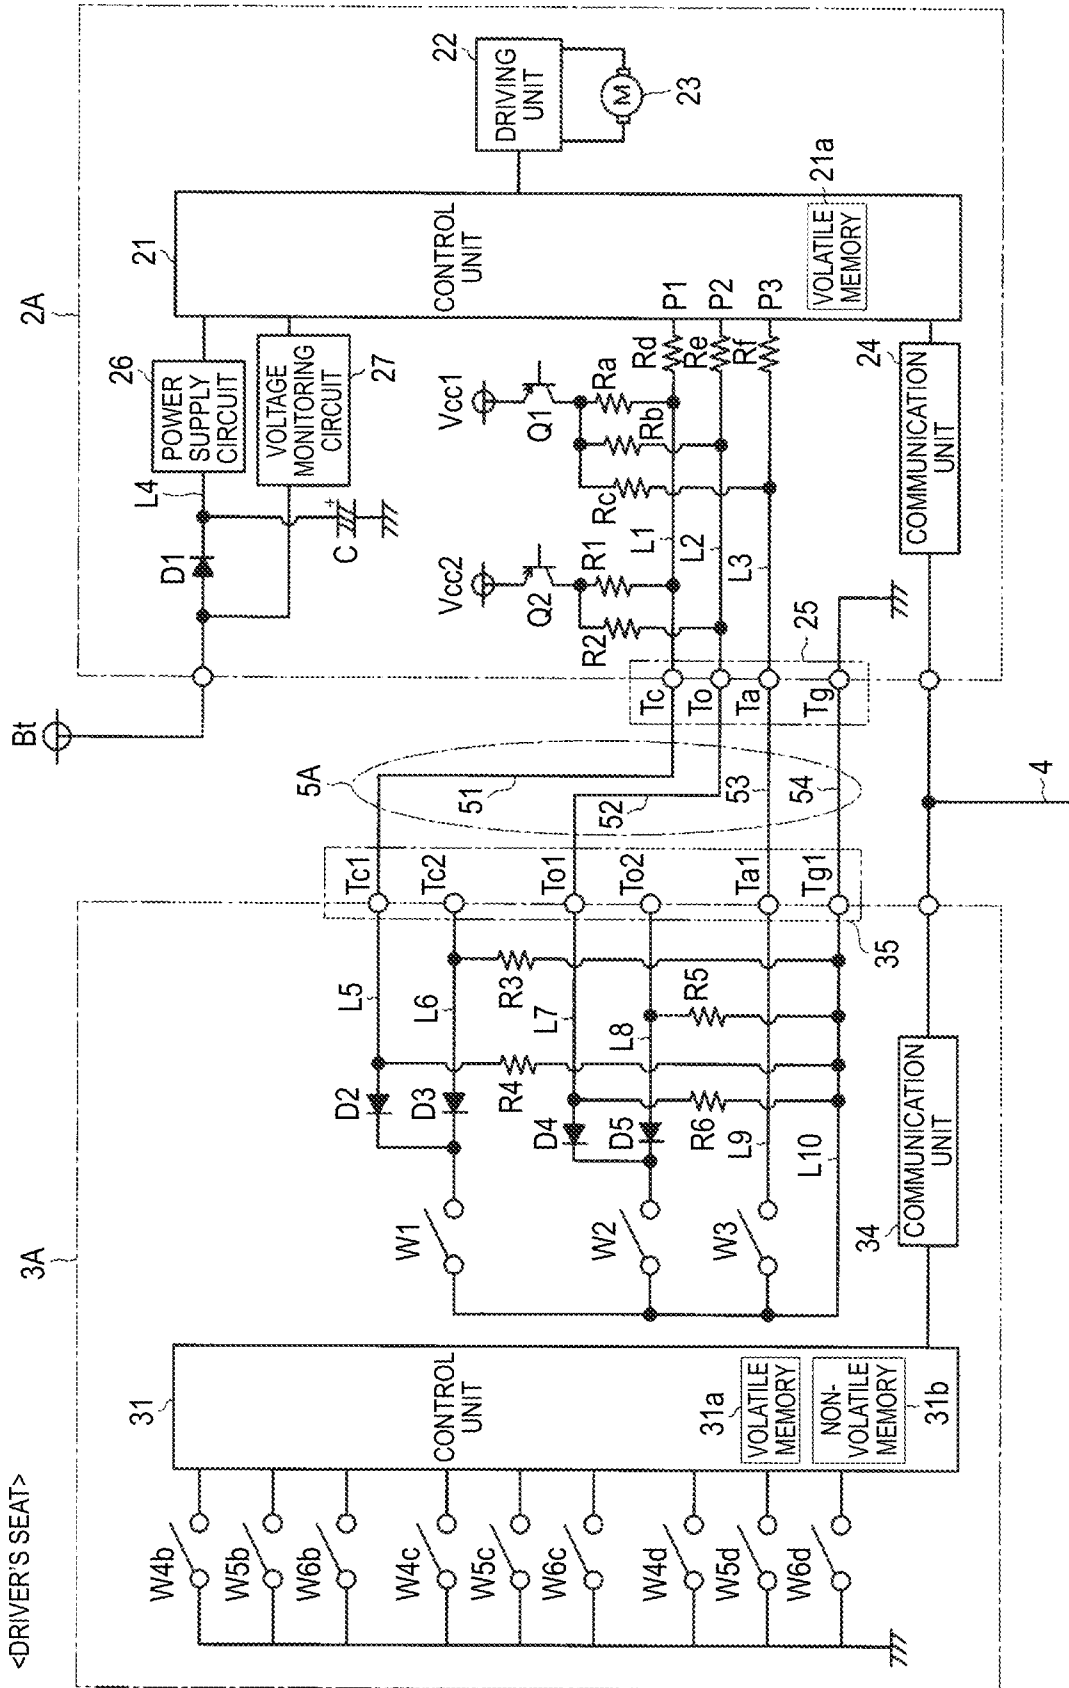 <DRIVER'S SEAT>
3A
31
CONTROL
UNIT
31a
VOLATILE
MEMORY
NON-
VOLATILE
MEMORY
31b
W4b
W5b
W6b
W4c
W5c
W6c
W4d
W5d
W6d
W1
W2
W3
D2
D3
D4
D5
R4
R3
R6
R5
L5
L6
L7
L8
L9
L10
34
COMMUNICATION
UNIT
35
Tc1
Tc2
To1
To2
Ta1
Tg1
5A
51
52
53
54
4
Bt
2A
Tc
To
Ta
Tg
25
D1
L4
C
+
26
POWER
SUPPLY
CIRCUIT
VOLTAGE
MONITORING
CIRCUIT
27
Vcc2
Q2
R2
R1
Vcc1
Q1
Rc
Rb
Ra
L1
L2
L3
Rd
Re
Rf
P1
P2
P3
24
COMMUNICATION
UNIT
21
CONTROL
UNIT
VOLATILE
MEMORY
21a
22
DRIVING
UNIT
M
23